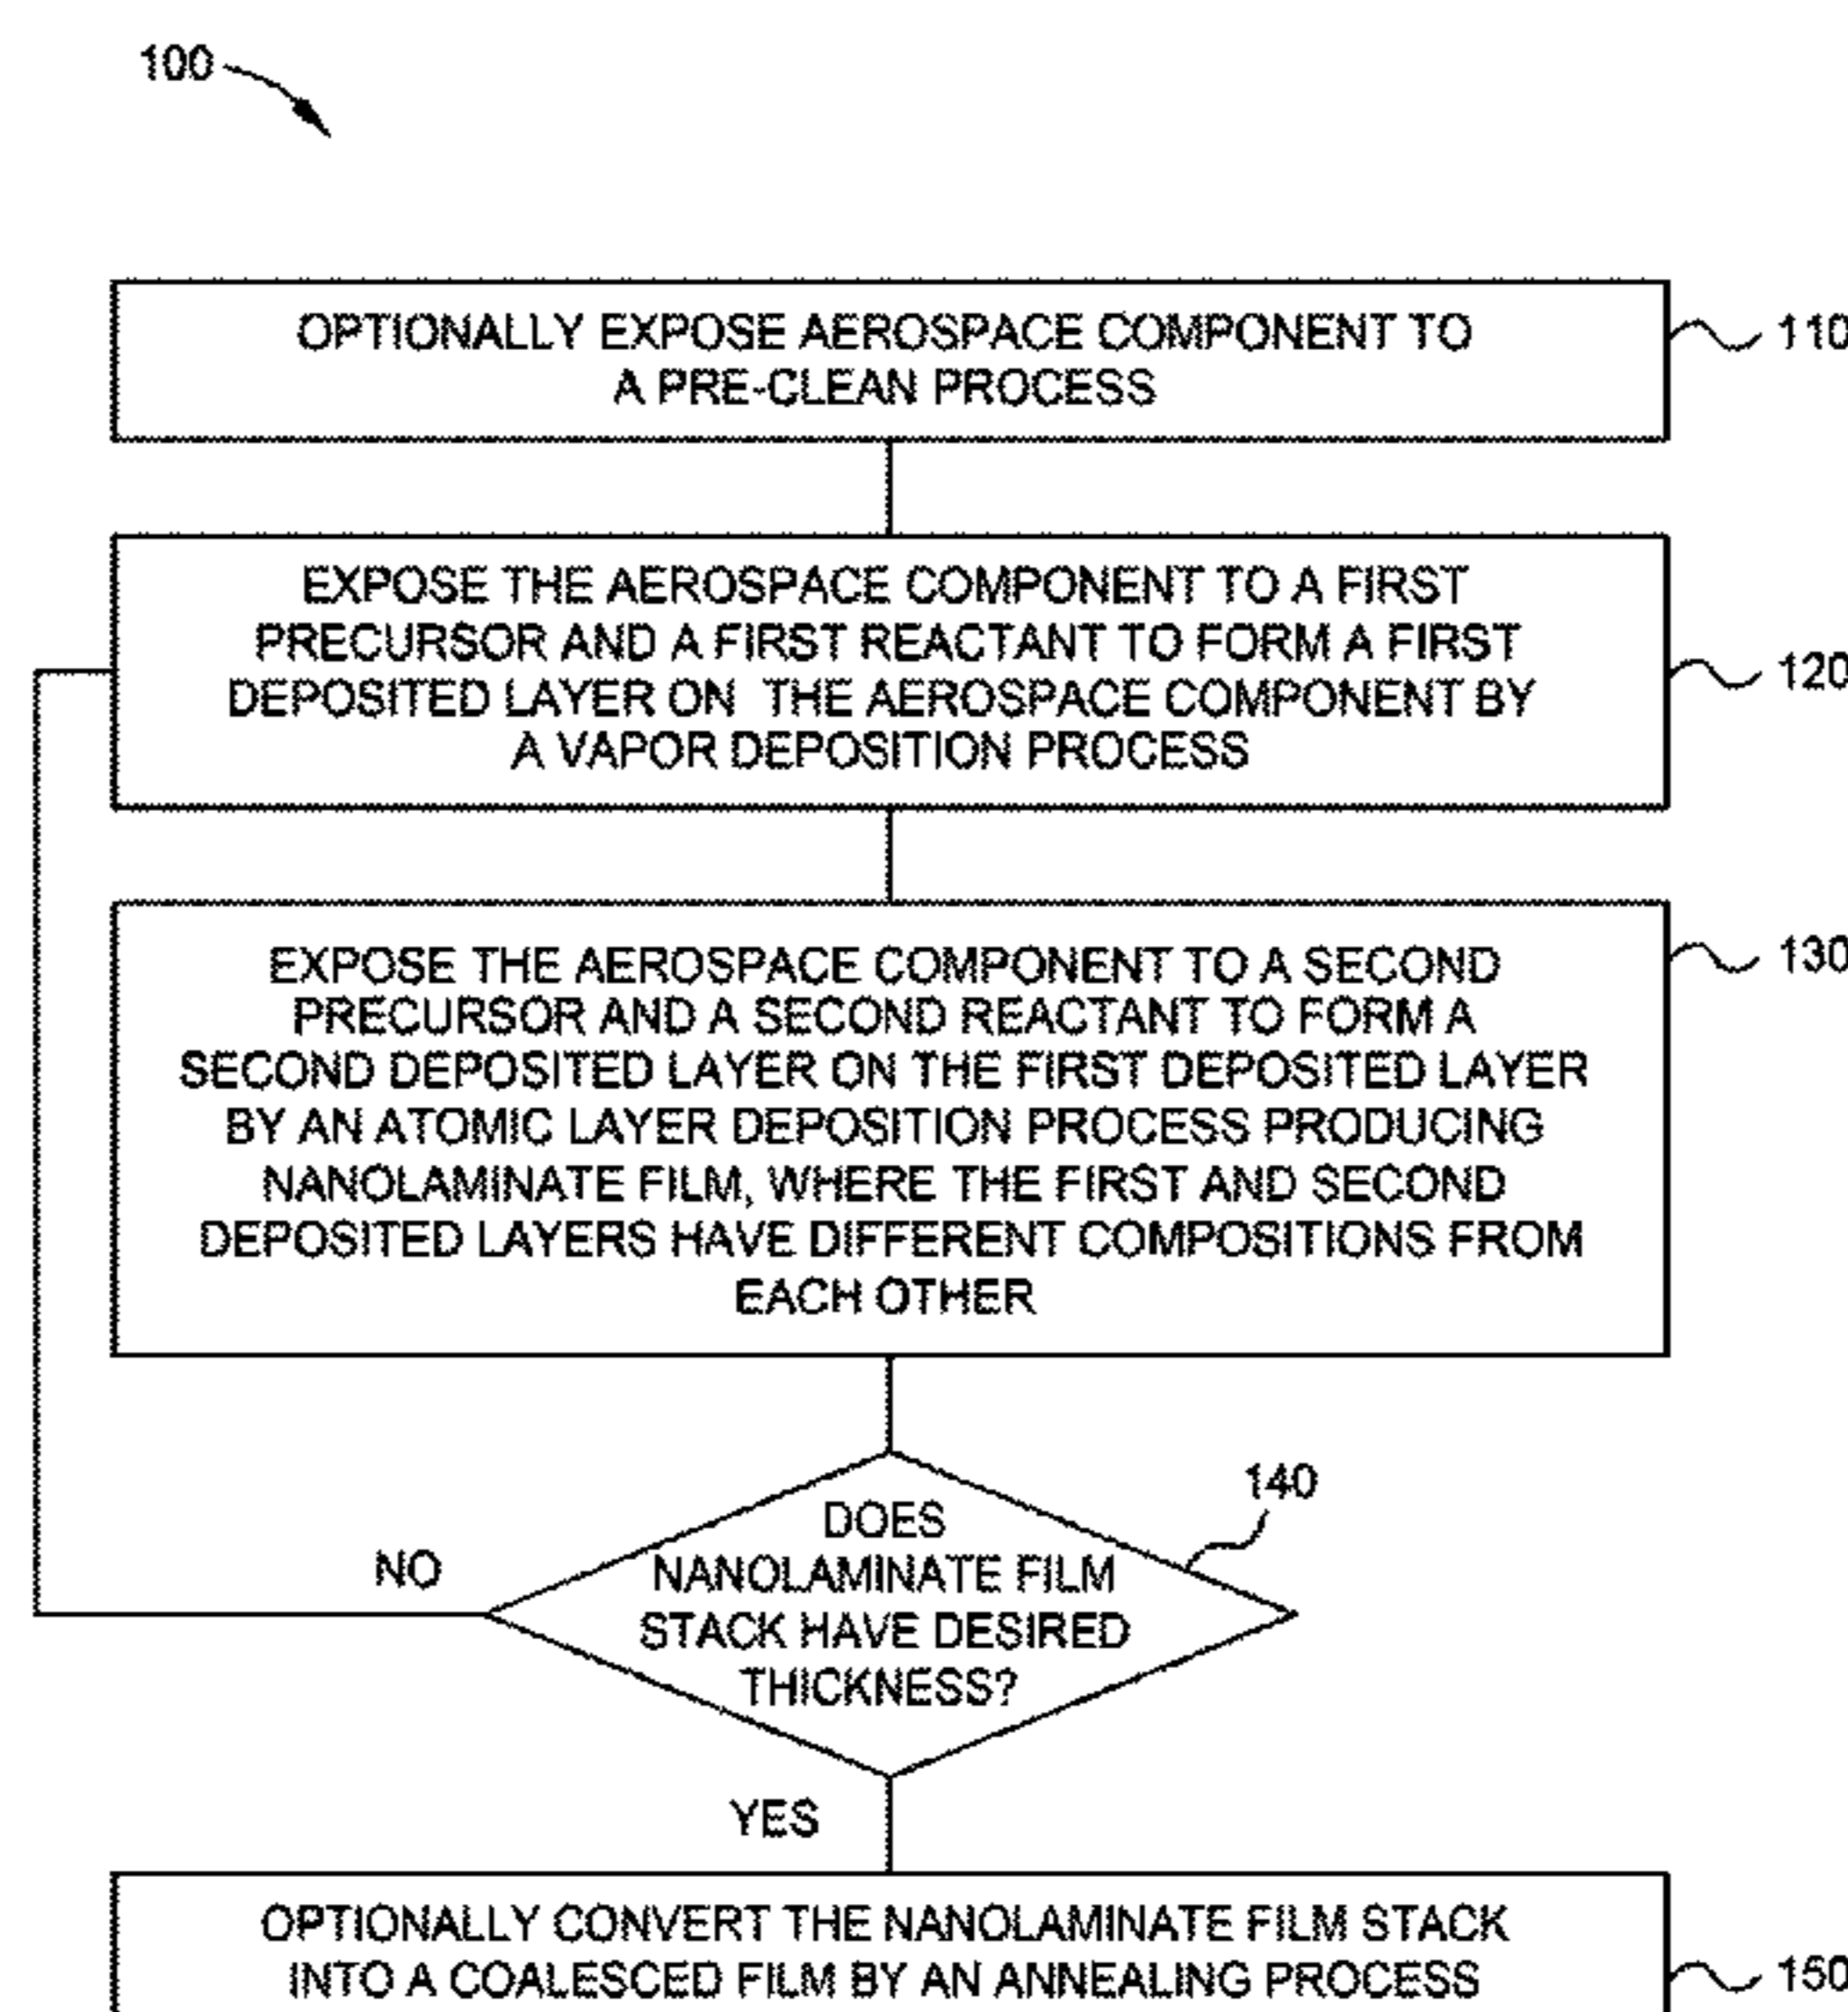 100
OPTIONALLY EXPOSE AEROSPACE COMPONENT TO
A PRE-CLEAN PROCESS
110
EXPOSE THE AEROSPACE COMPONENT TO A FIRST
PRECURSOR AND A FIRST REACTANT TO FORM A FIRST
DEPOSITED LAYER ON THE AEROSPACE COMPONENT BY
A VAPOR DEPOSITION PROCESS
120
EXPOSE THE AEROSPACE COMPONENT TO A SECOND
PRECURSOR AND A SECOND REACTANT TO FORM A
SECOND DEPOSITED LAYER ON THE FIRST DEPOSITED LAYER
BY AN ATOMIC LAYER DEPOSITION PROCESS PRODUCING
NANOLAMINATE FILM, WHERE THE FIRST AND SECOND
DEPOSITED LAYERS HAVE DIFFERENT COMPOSITIONS FROM
EACH OTHER
130
DOES
NANOLAMINATE FILM
STACK HAVE DESIRED
THICKNESS?
140
NO
YES
OPTIONALLY CONVERT THE NANOLAMINATE FILM STACK
INTO A COALESCED FILM BY AN ANNEALING PROCESS
150